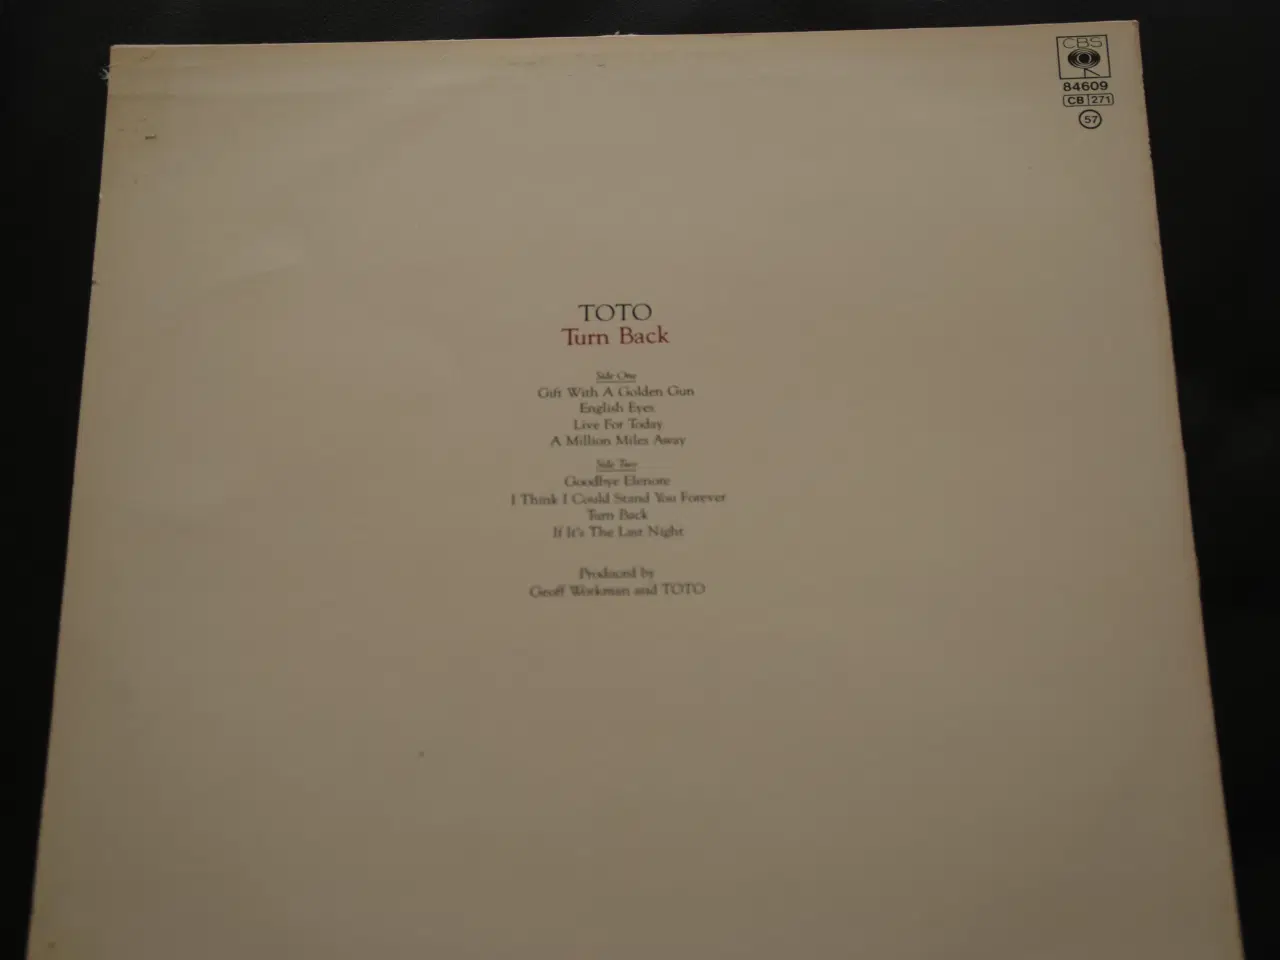 CBS
84609
CB 271
57
TOTO
Turn Back
Side One
Gift With A Golden Gun
English Eyes
Live For Today
A Million Miles Away
Side Two
Goodbye Elenore
I Think I Could Stand You Forever
Turn Back
If It's The Last Night
Produced by
Geoff Workman and TOTO